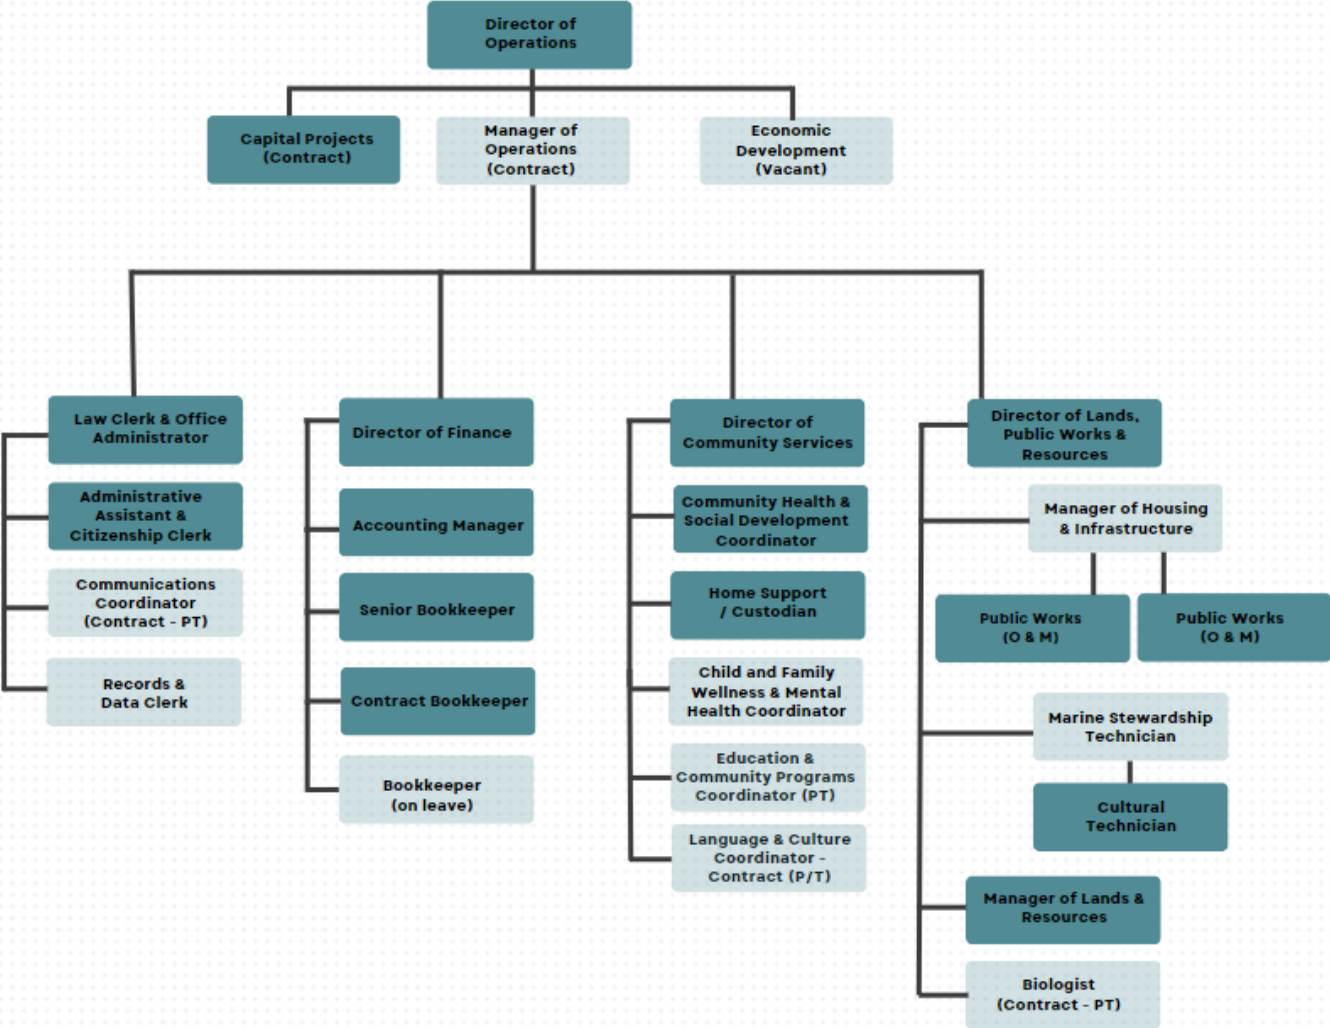 Director of
Operations
Capital Projects
(Contract)
Manager of
Operations
(Contract)
Economic
Development
(Vacant)
Law Clerk & Office
Administrator
Administrative
Assistant &
Citizenship Clerk
Communications
Coordinator
(Contract - PT)
Records &
Data Clerk
Director of Finance
Accounting Manager
Senior Bookkeeper
Contract Bookkeeper
Bookkeeper
(on leave)
Director of
Community Services
Community Health &
Social Development
Coordinator
Home Support
/ Custodian
Child and Family
Wellness & Mental
Health Coordinator
Education &
Community Programs
Coordinator (PT)
Language & Culture
Coordinator -
Contract (P/T)
Director of Lands,
Public Works &
Resources
Manager of Housing
& Infrastructure
Public Works
(O & M)
Public Works
(O & M)
Marine Stewardship
Technician
Cultural
Technician
Manager of Lands &
Resources
Biologist
(Contract - PT)